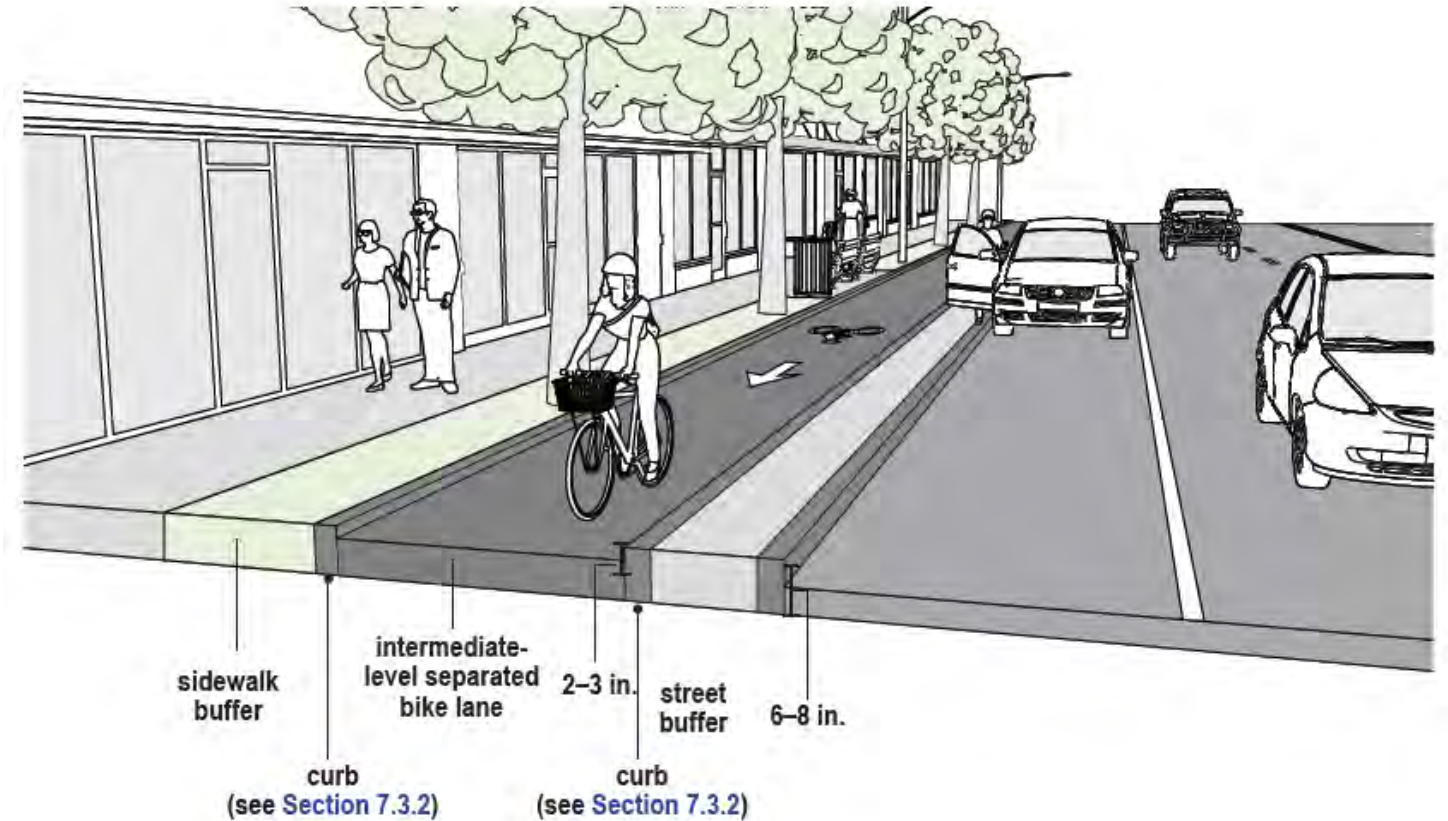 sidewalk
buffer
intermediate-
level separated
bike lane
2–3 in.
street
buffer
6–8 in.
curb
(see Section 7.3.2)
curb
(see Section 7.3.2)